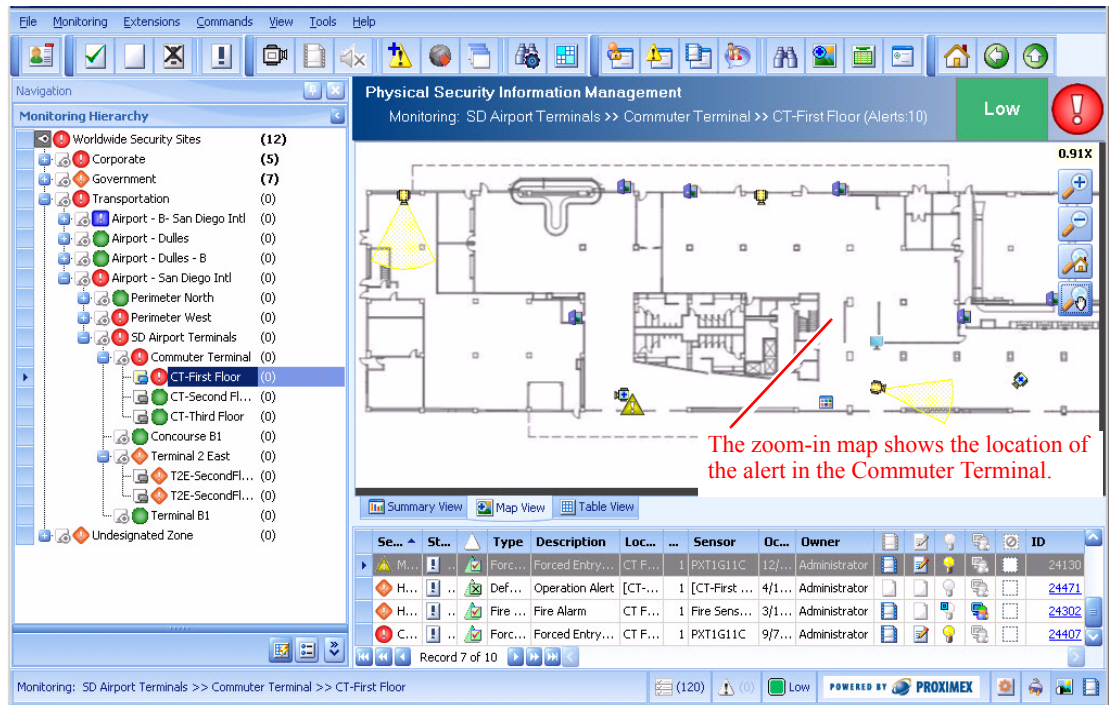 File Monitoring Extensions Commands View Tools Help
Navigation
Monitoring Hierarchy
Worldwide Security Sites (12)
Corporate (5)
Government (7)
Transportation (0)
Airport - B- San Diego Intl (0)
Airport - Dulles (0)
Airport - Dulles - B (0)
Airport - San Diego Intl (0)
Perimeter North (0)
Perimeter West (0)
SD Airport Terminals (0)
Commuter Terminal (0)
CT-First Floor (0)
CT-Second Fl... (0)
CT-Third Floor (0)
Concourse B1 (0)
Terminal 2 East (0)
T2E-SecondFl... (0)
T2E-SecondFl... (0)
Terminal B1 (0)
Undesignated Zone (0)
Physical Security Information Management
Monitoring: SD Airport Terminals >> Commuter Terminal >> CT-First Floor (Alerts:10)
Low
0.91X
The zoom-in map shows the location of
the alert in the Commuter Terminal.
Summary View Map View Table View
Se... St... Type Description Loc... ... Sensor Oc... Owner ID
M... .. Forc... Forced Entry... CT F... 1 PXT1G11C 12/... Administrator 24130
H... .. Def... Operation Alert [CT-... 1 [CT-First ... 4/1... Administrator 24471
H... .. Fire ... Fire Alarm CT F... 1 Fire Sens... 3/1... Administrator 24302
C... .. Forc... Forced Entry... CT F... 1 PXT1G11C 9/7... Administrator 24407
Record 7 of 10
Monitoring: SD Airport Terminals >> Commuter Terminal >> CT-First Floor (120) (0) Low POWERED BY PROXIMEX